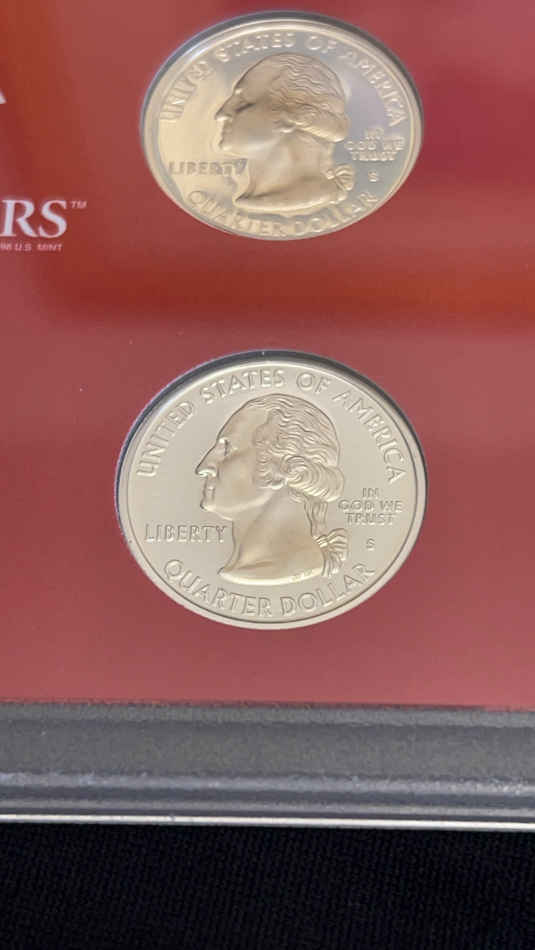 UNITED STATES OF AMERICA
LIBERTY
IN
GOD WE
TRUST
S
QUARTER DOLLAR
RS™
98 U.S. MINT
UNITED STATES OF AMERICA
LIBERTY
IN
GOD WE
TRUST
S
QUARTER DOLLAR